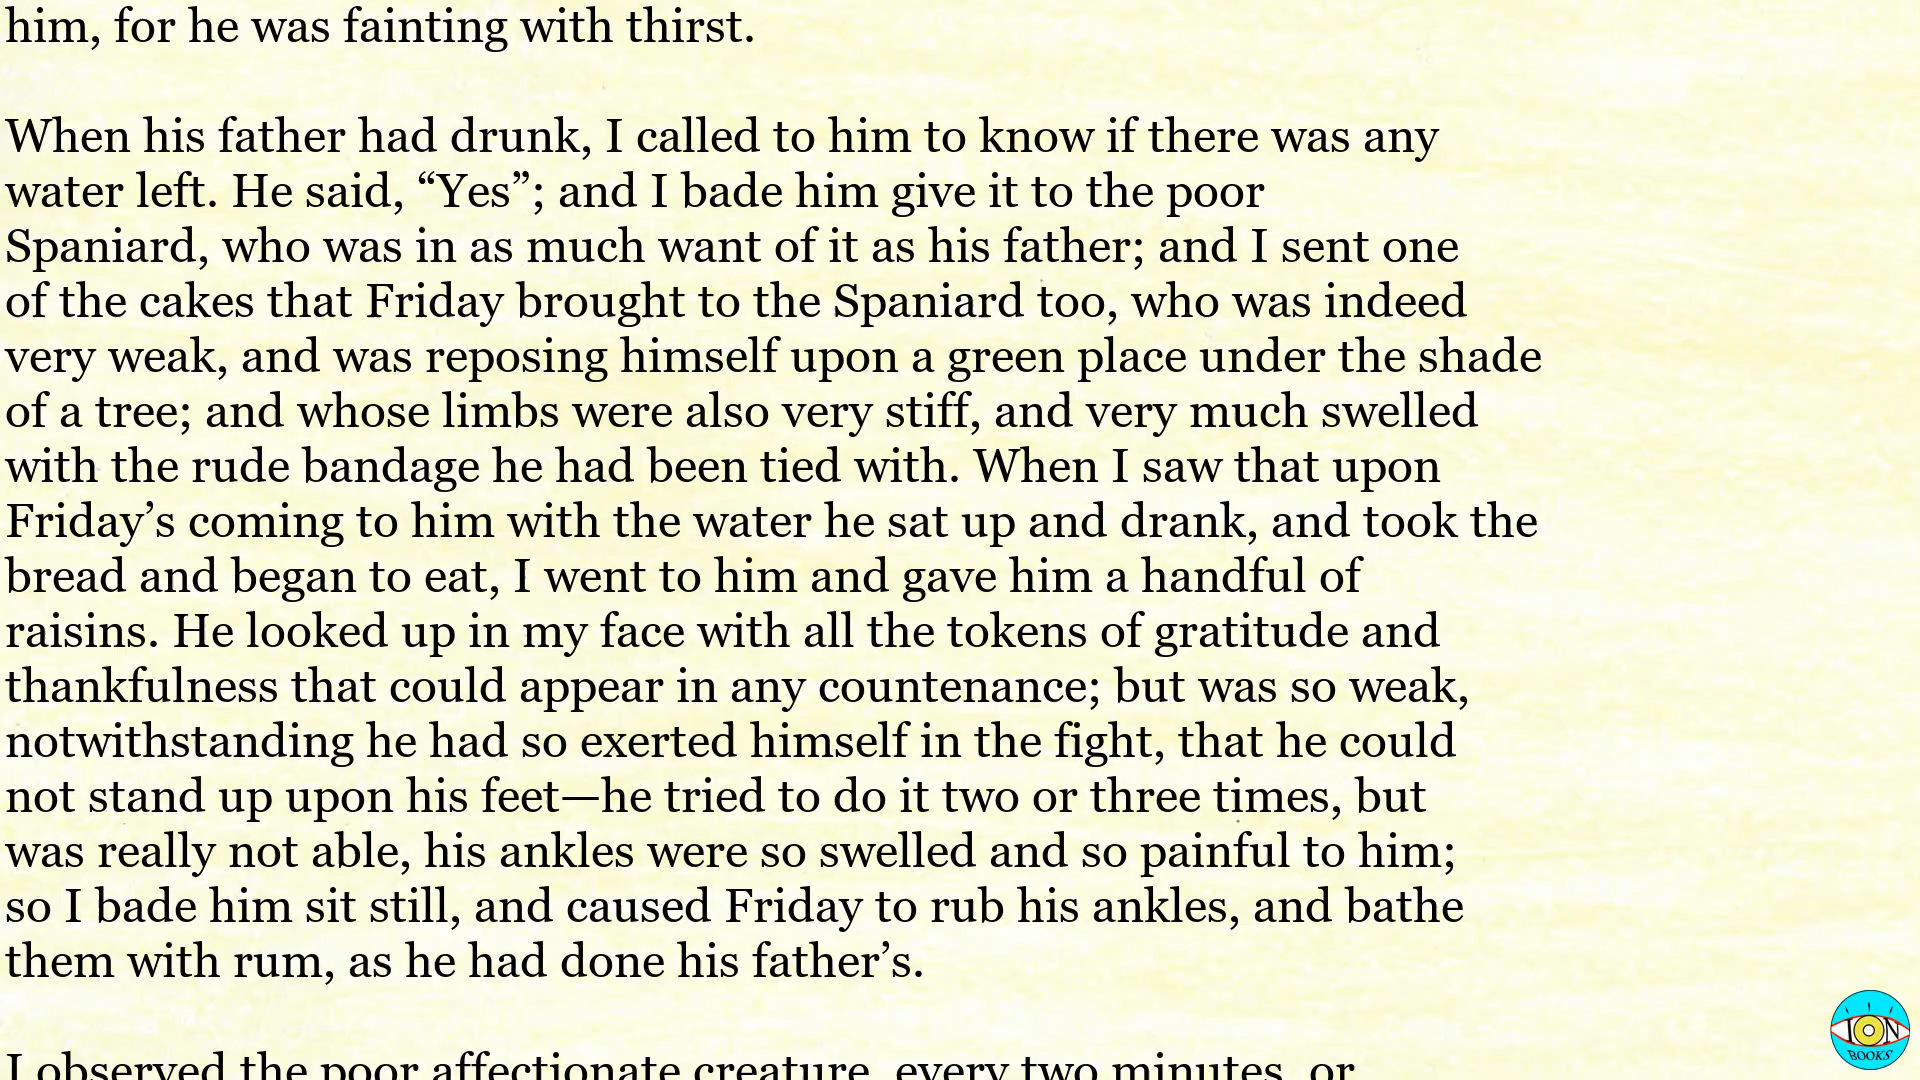 him, for he was fainting with thirst.
When his father had drunk, I called to him to know if there was any
water left. He said, “Yes”; and I bade him give it to the poor
Spaniard, who was in as much want of it as his father; and I sent one
of the cakes that Friday brought to the Spaniard too, who was indeed
very weak, and was reposing himself upon a green place under the shade
of a tree; and whose limbs were also very stiff, and very much swelled
with the rude bandage he had been tied with. When I saw that upon
Friday’s coming to him with the water he sat up and drank, and took the
bread and began to eat, I went to him and gave him a handful of
raisins. He looked up in my face with all the tokens of gratitude and
thankfulness that could appear in any countenance; but was so weak,
notwithstanding he had so exerted himself in the fight, that he could
not stand up upon his feet—he tried to do it two or three times, but
was really not able, his ankles were so swelled and so painful to him;
so I bade him sit still, and caused Friday to rub his ankles, and bathe
them with rum, as he had done his father’s.
I observed the poor affectionate creature, every two minutes, or
ION
BOOKS